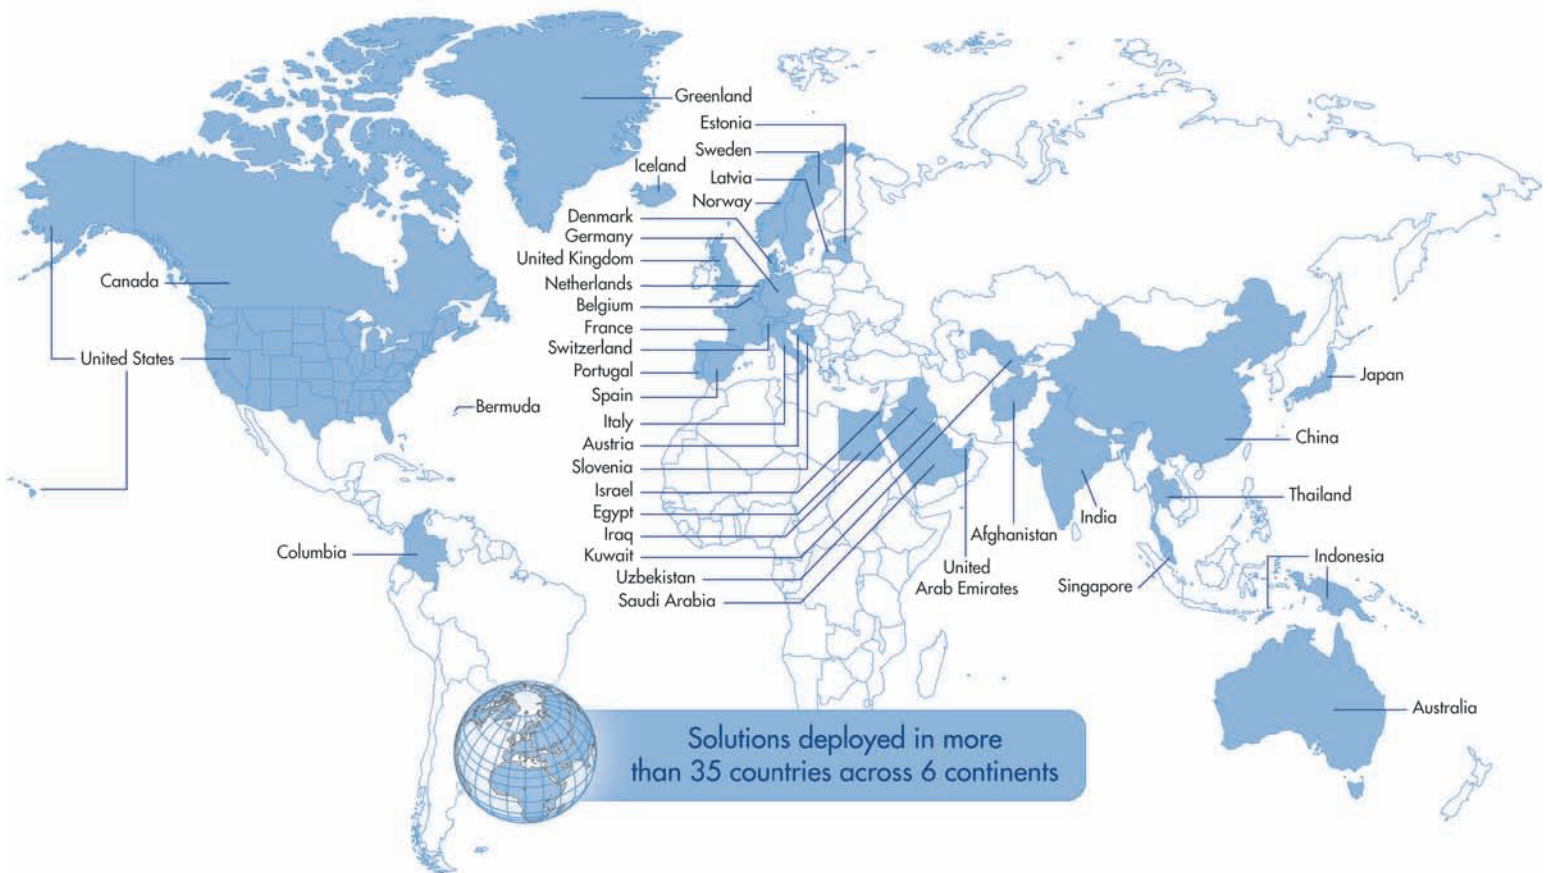 Greenland
Estonia
Sweden
Iceland
Latvia
Norway
Denmark
Germany
United Kingdom
Canada
Netherlands
Belgium
France
Switzerland
United States
Portugal
Japan
Spain
Bermuda
Italy
China
Austria
Slovenia
Israel
Thailand
Egypt
India
Iraq
Afghanistan
Columbia
Kuwait
Indonesia
United
Arab Emirates
Uzbekistan
Singapore
Saudi Arabia
Australia
Solutions deployed in more
than 35 countries across 6 continents